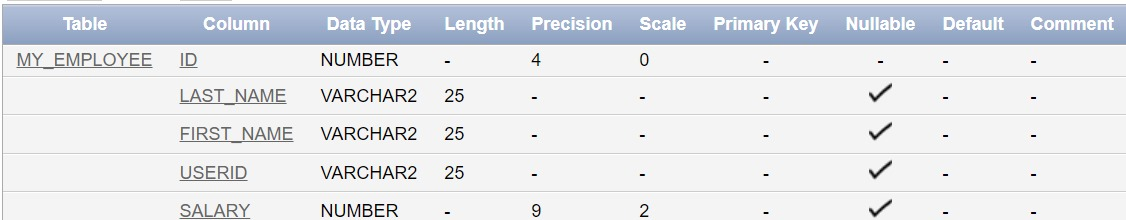 Table Column Data Type Length Precision Scale Primary Key Nullable Default Comment
MY_EMPLOYEE ID NUMBER - 4 0 - - - -
LAST_NAME VARCHAR2 25 - - - ✓ - -
FIRST_NAME VARCHAR2 25 - - - ✓ - -
USERID VARCHAR2 25 - - - ✓ - -
SALARY NUMBER - 9 2 - ✓ - -